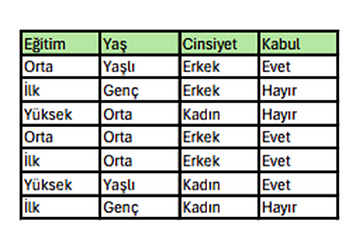 Eğitim Yaş Cinsiyet Kabul
Orta Yaşlı Erkek Evet
İlk Genç Erkek Hayır
Yüksek Orta Kadın Hayır
Orta Orta Erkek Evet
İlk Orta Erkek Evet
Yüksek Yaşlı Kadın Evet
İlk Genç Kadın Hayır